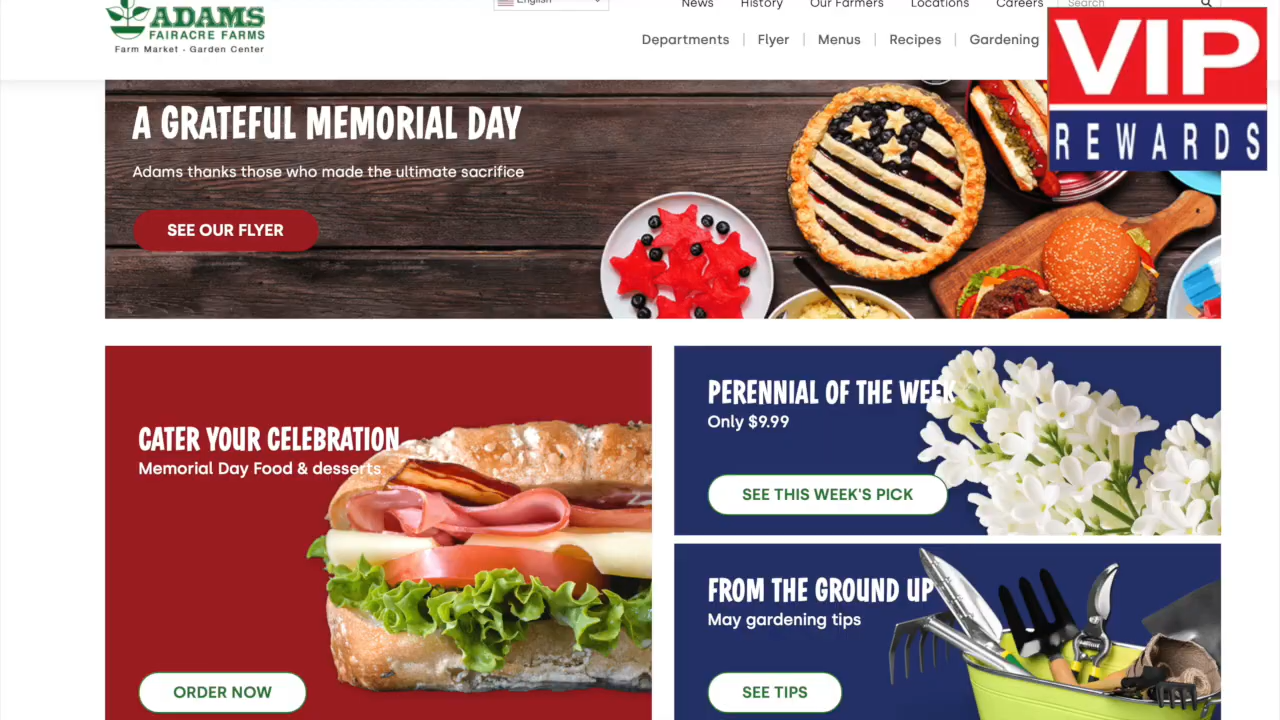 English
News
History
Our Farmers
Locations
Careers
Search
ADAMS
FAIRACRE FARMS
Farm Market - Garden Center
Departments
Flyer
Menus
Recipes
Gardening
VIP
REWARDS
A GRATEFUL MEMORIAL DAY
Adams thanks those who made the ultimate sacrifice
SEE OUR FLYER
CATER YOUR CELEBRATION
Memorial Day Food & desserts
ORDER NOW
PERENNIAL OF THE WEEK
Only $9.99
SEE THIS WEEK'S PICK
FROM THE GROUND UP
May gardening tips
SEE TIPS